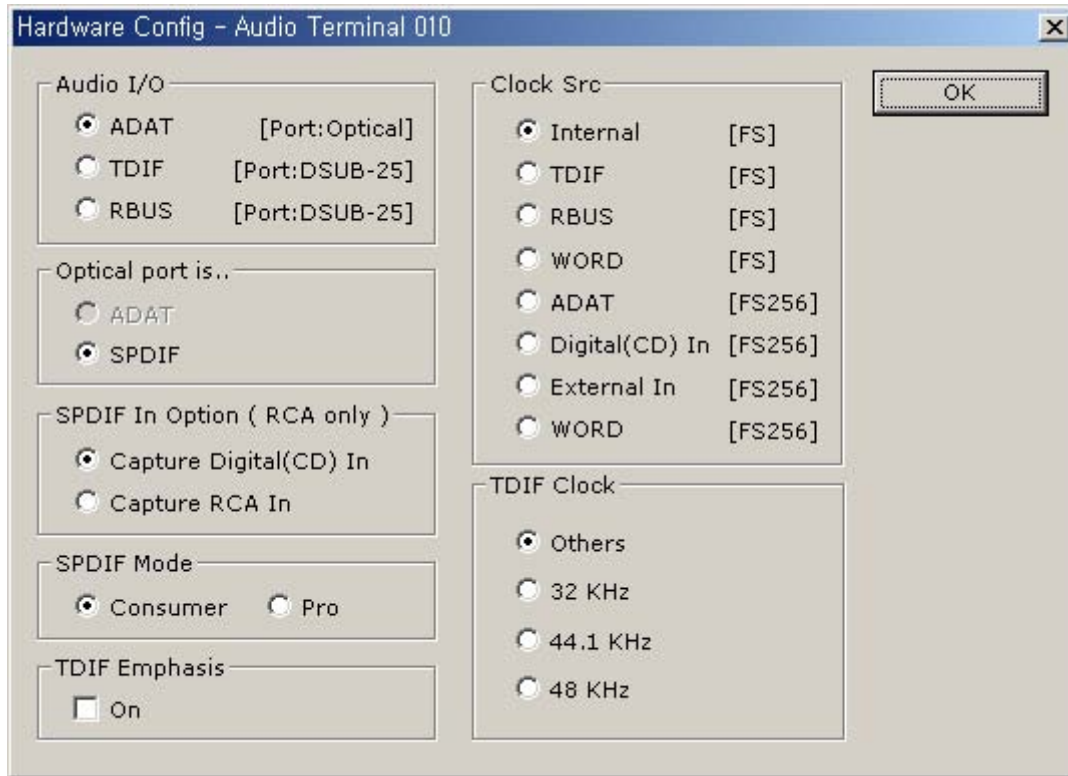 Hardware Config - Audio Terminal 010
Audio I/O
ADAT [Port:Optical]
TDIF [Port:DSUB-25]
RBUS [Port:DSUB-25]
Optical port is..
ADAT
SPDIF
SPDIF In Option ( RCA only )
Capture Digital(CD) In
Capture RCA In
SPDIF Mode
Consumer Pro
TDIF Emphasis
On
Clock Src
Internal [FS]
TDIF [FS]
RBUS [FS]
WORD [FS]
ADAT [FS256]
Digital(CD) In [FS256]
External In [FS256]
WORD [FS256]
TDIF Clock
Others
32 KHz
44.1 KHz
48 KHz
OK